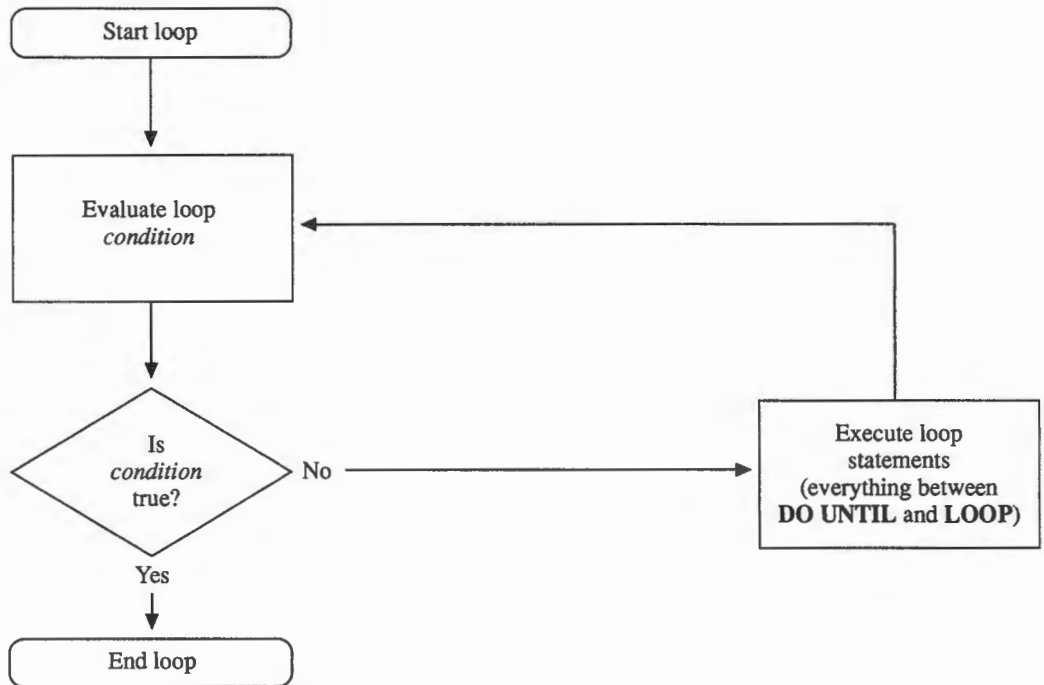 Start loop
Evaluate loop
condition
Is
condition
true?
No
Execute loop
statements
(everything between
DO UNTIL and LOOP)
Yes
End loop